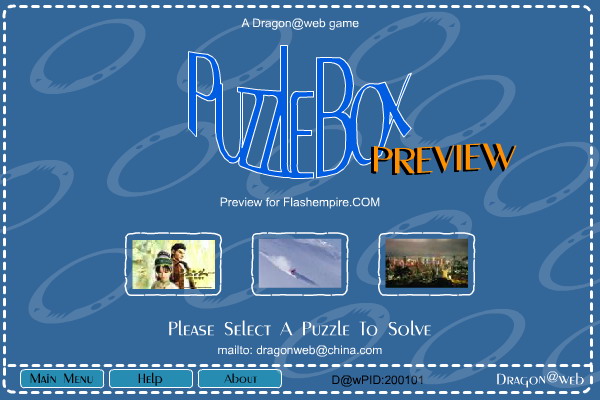 A Dragon@web game
PuzzleBox
PREVIEW
Preview for Flashempire.COM
Please Select A Puzzle To Solve
mailto: dragonweb@china.com
Main Menu Help About D@wPID:200101 Dragon@web